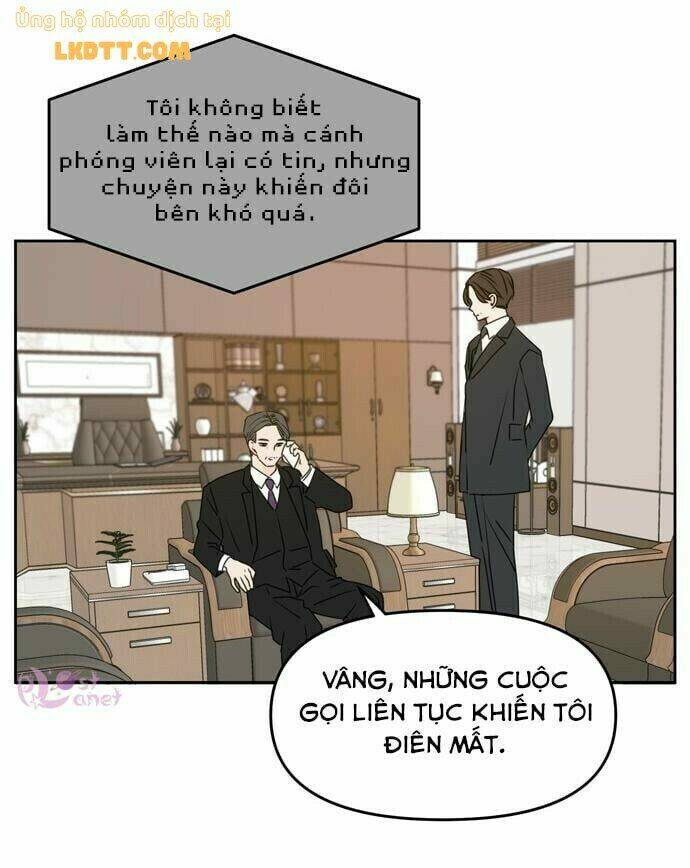 Ủng hộ nhóm dịch tại
LKDTT.COM
Tôi không biết
làm thế nào mà cánh
phóng viên lại có tin, nhưng
chuyện này khiến đôi
bên khó quá.
Lost
Planet
VÂNG, NHỮNG CUỘC
GỌI LIÊN TỤC KHIẾN TÔI
ĐIÊN MẤT.